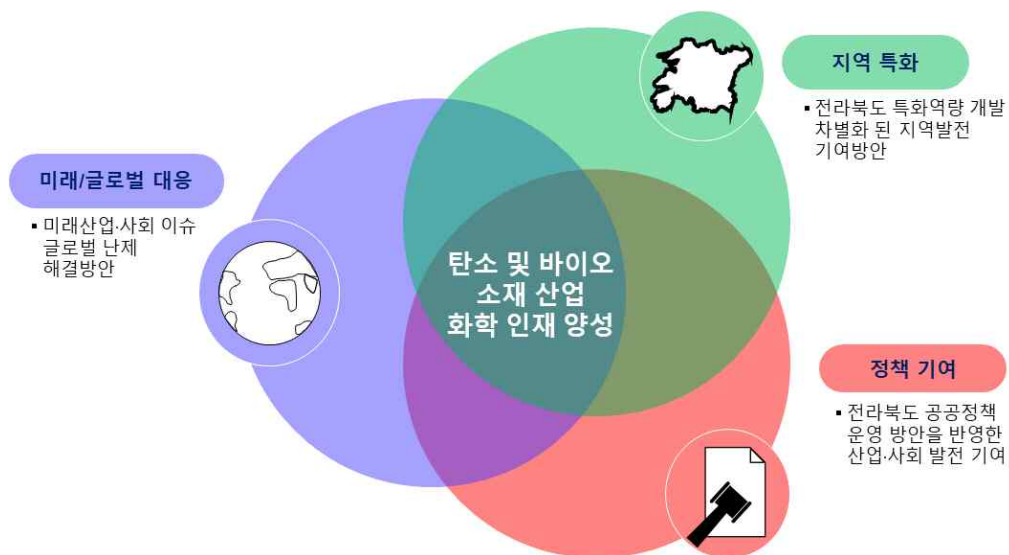 지역 특화
▪ 전라북도 특화역량 개발
차별화 된 지역발전
기여방안
미래/글로벌 대응
▪ 미래산업·사회 이슈
글로벌 난제
해결방안
탄소 및 바이오
소재 산업
화학 인재 양성
정책 기여
▪ 전라북도 공공정책
운영 방안을 반영한
산업·사회 발전 기여